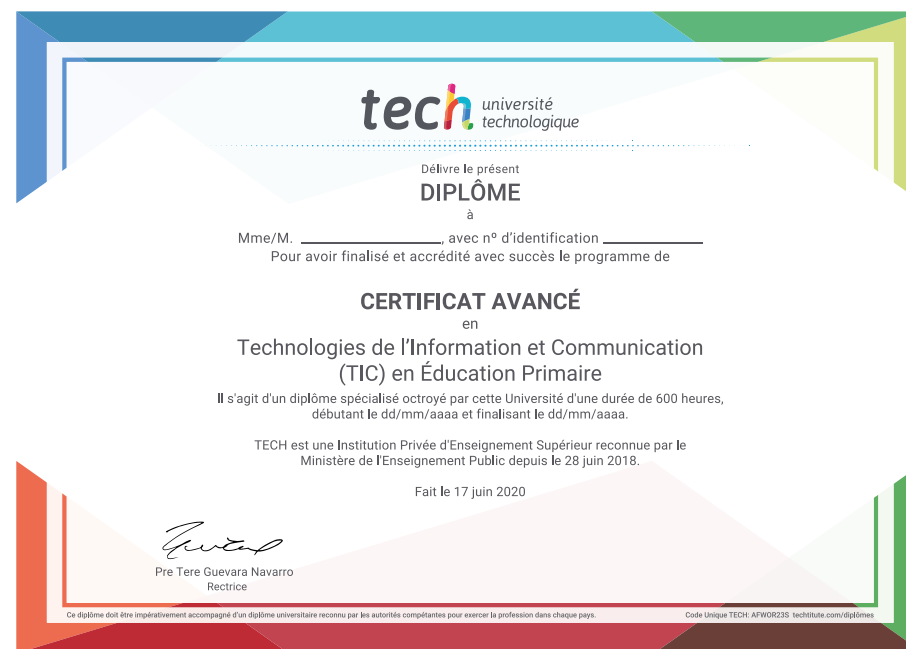 tech université
technologique
Délivre le présent
DIPLÔME
à
Mme/M. ____________________, avec nº d'identification ______________
Pour avoir finalisé et accrédité avec succès le programme de
CERTIFICAT AVANCÉ
en
Technologies de l'Information et Communication
(TIC) en Éducation Primaire
Il s'agit d'un diplôme spécialisé octroyé par cette Université d'une durée de 600 heures,
débutant le dd/mm/aaaa et finalisant le dd/mm/aaaa.
TECH est une Institution Privée d'Enseignement Supérieur reconnue par le
Ministère de l'Enseignement Public depuis le 28 juin 2018.
Fait le 17 juin 2020
Pre Tere Guevara Navarro
Rectrice
Ce diplôme doit être impérativement accompagné d'un diplôme universitaire reconnu par les autorités compétentes pour exercer la profession dans chaque pays.
Code Unique TECH: AFWOR23S techtitute.com/diplômes